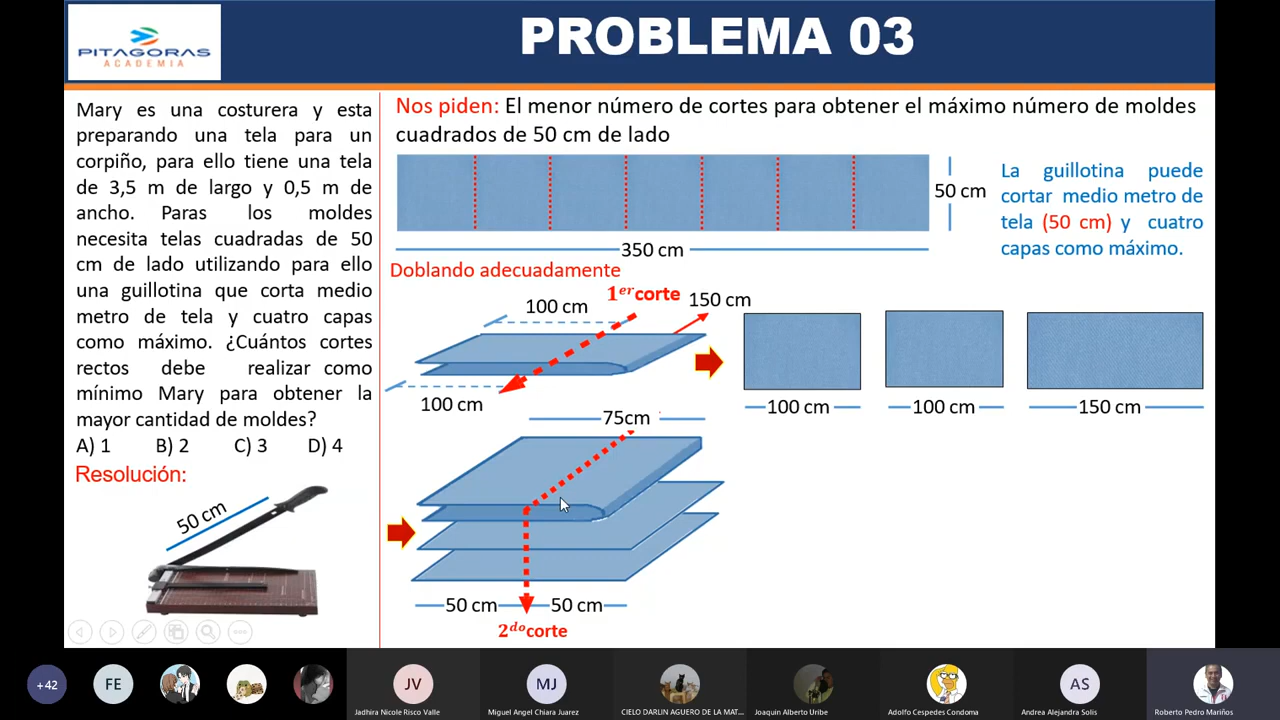 PITAGORAS
ACADEMIA
PROBLEMA 03
Mary es una costurera y esta
preparando una tela para un
corpiño, para ello tiene una tela
de 3,5 m de largo y 0,5 m de
ancho. Paras los moldes
necesita telas cuadradas de 50
cm de lado utilizando para ello
una guillotina que corta medio
metro de tela y cuatro capas
como máximo. ¿Cuántos cortes
rectos debe realizar como
mínimo Mary para obtener la
mayor cantidad de moldes?
A) 1 B) 2 C) 3 D) 4
Resolución:
50 cm
Nos piden: El menor número de cortes para obtener el máximo número de moldes
cuadrados de 50 cm de lado
50 cm
350 cm
La guillotina puede
cortar medio metro de
tela (50 cm) y cuatro
capas como máximo.
Doblando adecuadamente
100 cm
1er corte
150 cm
100 cm
100 cm
100 cm
150 cm
75cm
50 cm
50 cm
2do corte
+42
FE
JV
Jadhira Nicole Risco Valle
MJ
Miguel Angel Chiara Juarez
CIELO DARLIN AGUERO DE LA MAT...
Joaquin Alberto Uribe
Adolfo Cespedes Condoma
AS
Andrea Alejandra Solis
Roberto Pedro Mariños